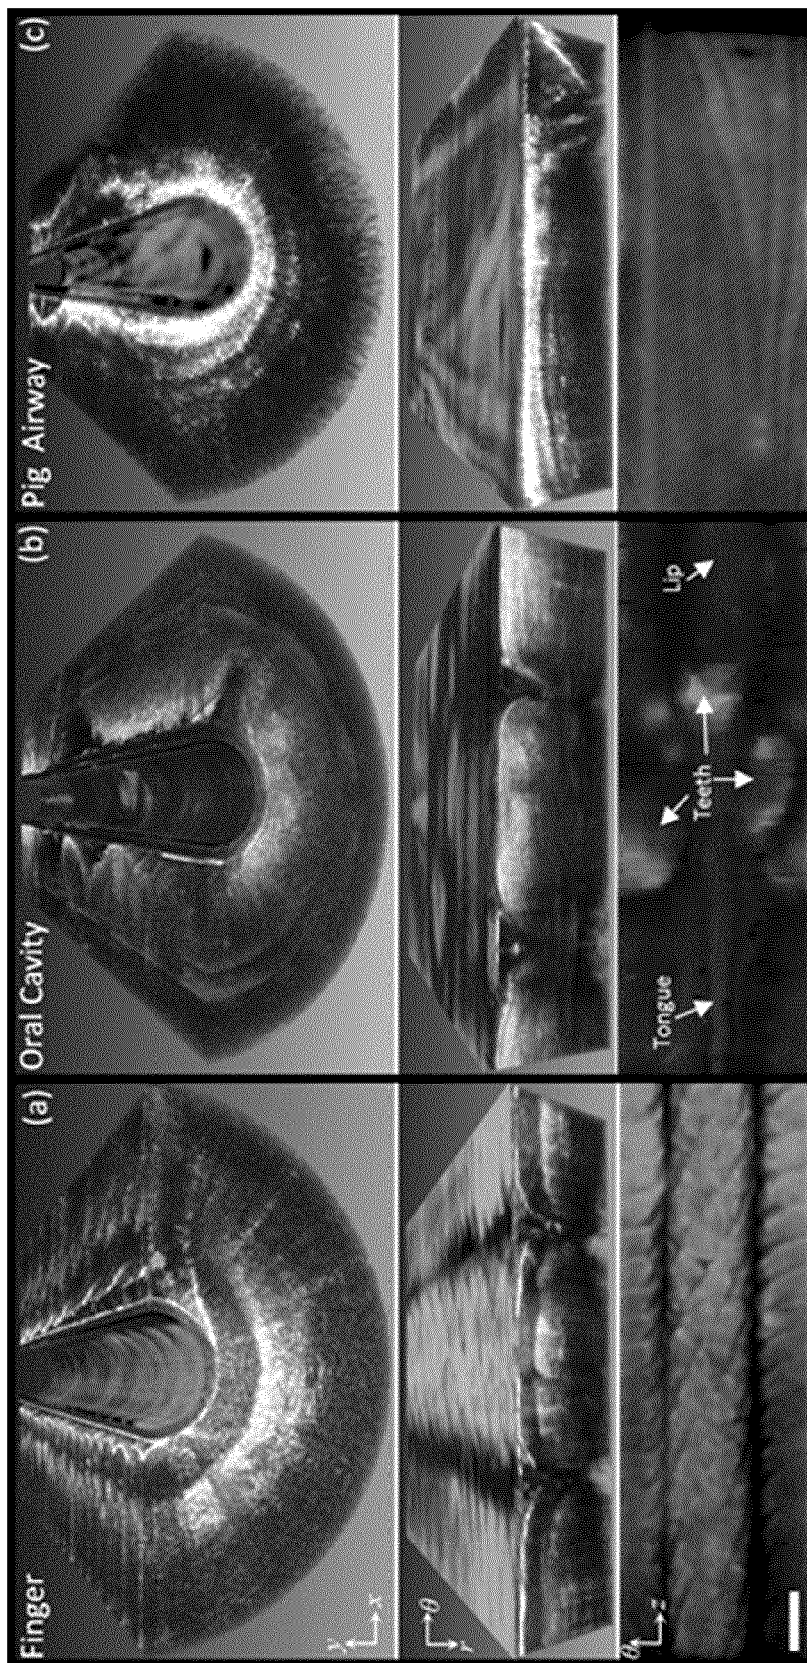 Finger
(a)
Oral Cavity
(b)
Pig Airway
(c)
y
x
θ
r
θ
z
Tongue
Teeth
Lip